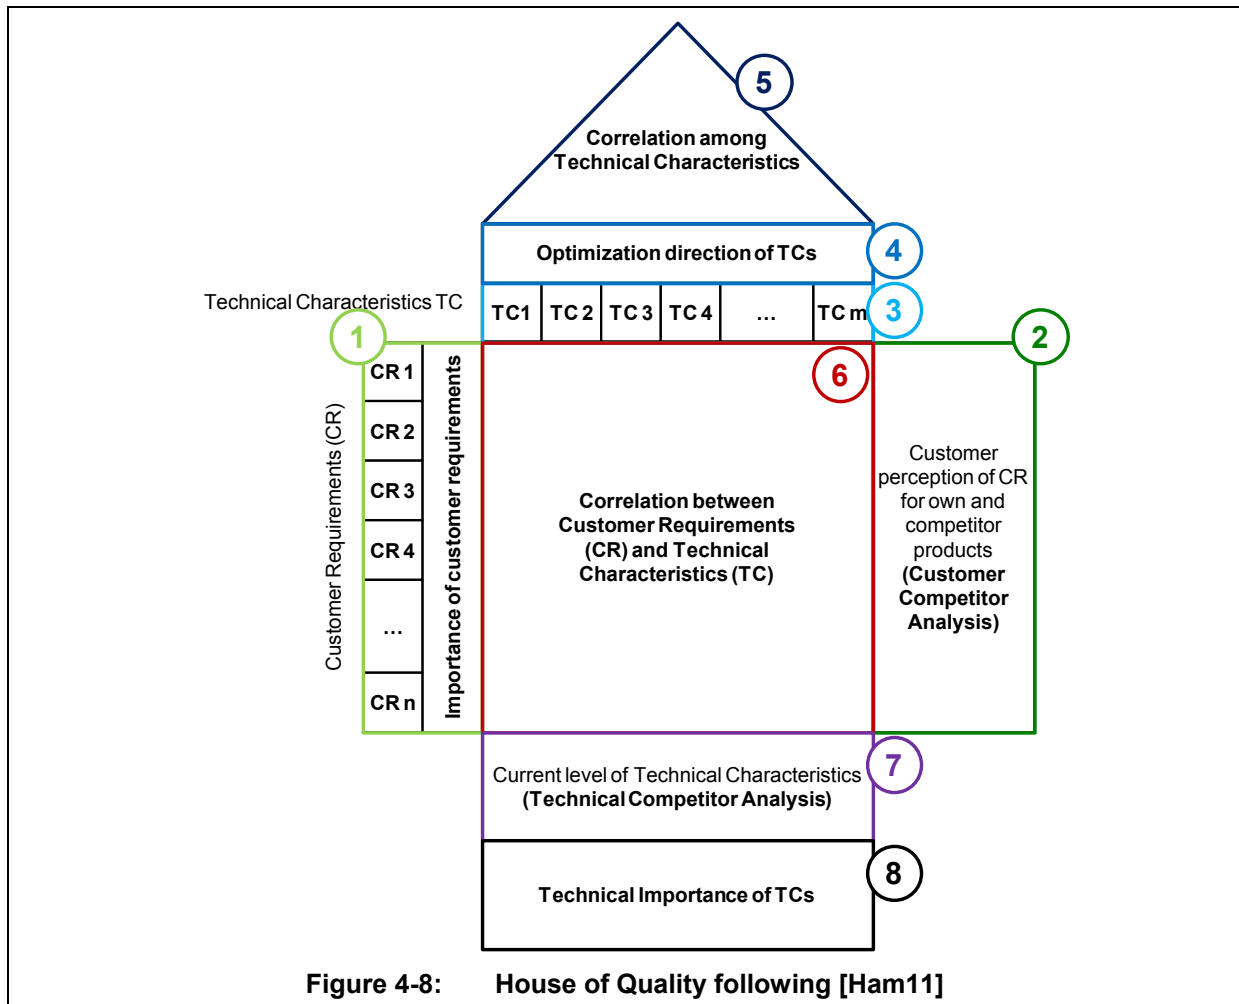 5
Correlation among
Technical Characteristics
Optimization direction of TCs
4
Technical Characteristics TC
TC1 TC 2 TC 3 TC 4 ... TC m
3
1
2
Customer Requirements (CR)
CR 1
CR 2
CR 3
CR 4
...
CR n
Importance of customer requirements
6
Correlation between
Customer Requirements
(CR) and Technical
Characteristics (TC)
Customer
perception of CR
for own and
competitor
products
(Customer
Competitor
Analysis)
7
Current level of Technical Characteristics
(Technical Competitor Analysis)
8
Technical Importance of TCs
Figure 4-8: House of Quality following [Ham11]